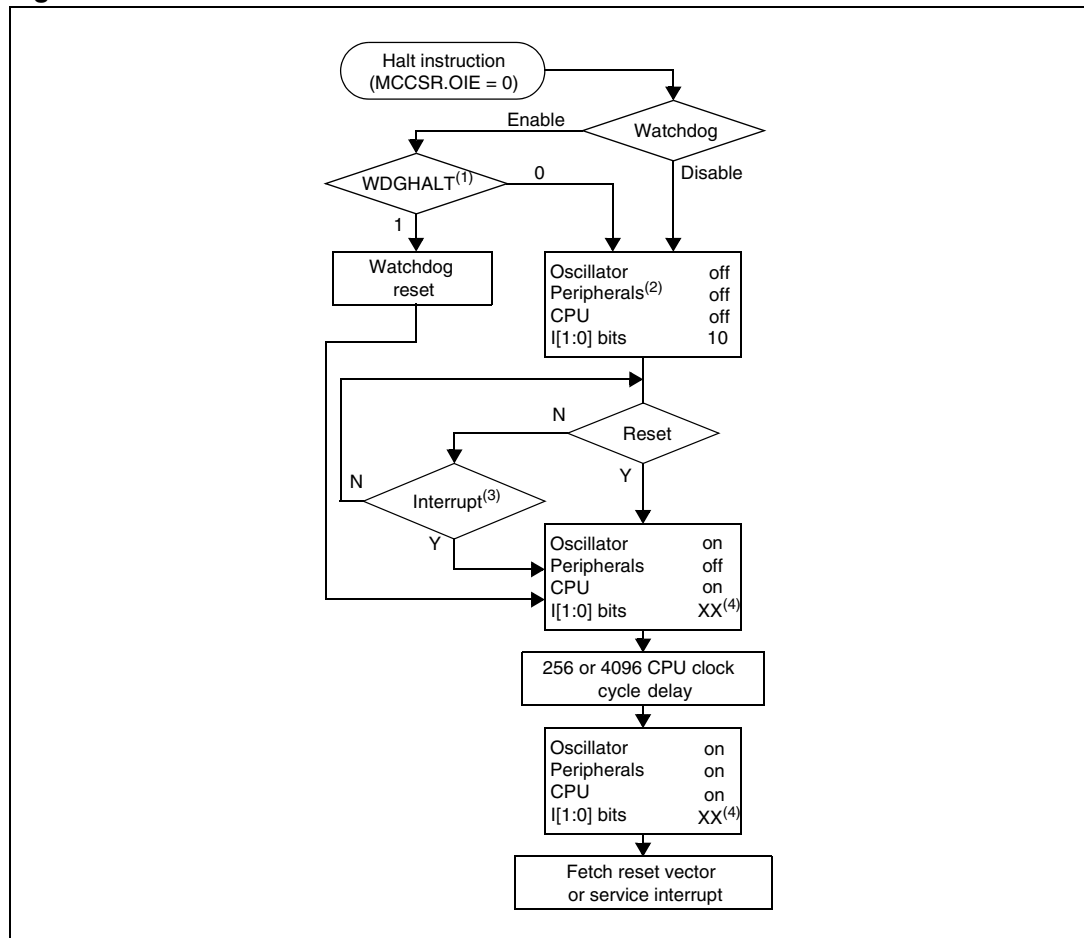 Halt instruction
(MCCSR.OIE = 0)
Enable
Watchdog
WDGHALT(1)
0
Disable
1
Watchdog
reset
Oscillator off
Peripherals(2) off
CPU off
I[1:0] bits 10
N
Reset
N
Interrupt(3)
Y
Y
Oscillator on
Peripherals off
CPU on
I[1:0] bits XX(4)
256 or 4096 CPU clock
cycle delay
Oscillator on
Peripherals on
CPU on
I[1:0] bits XX(4)
Fetch reset vector
or service interrupt